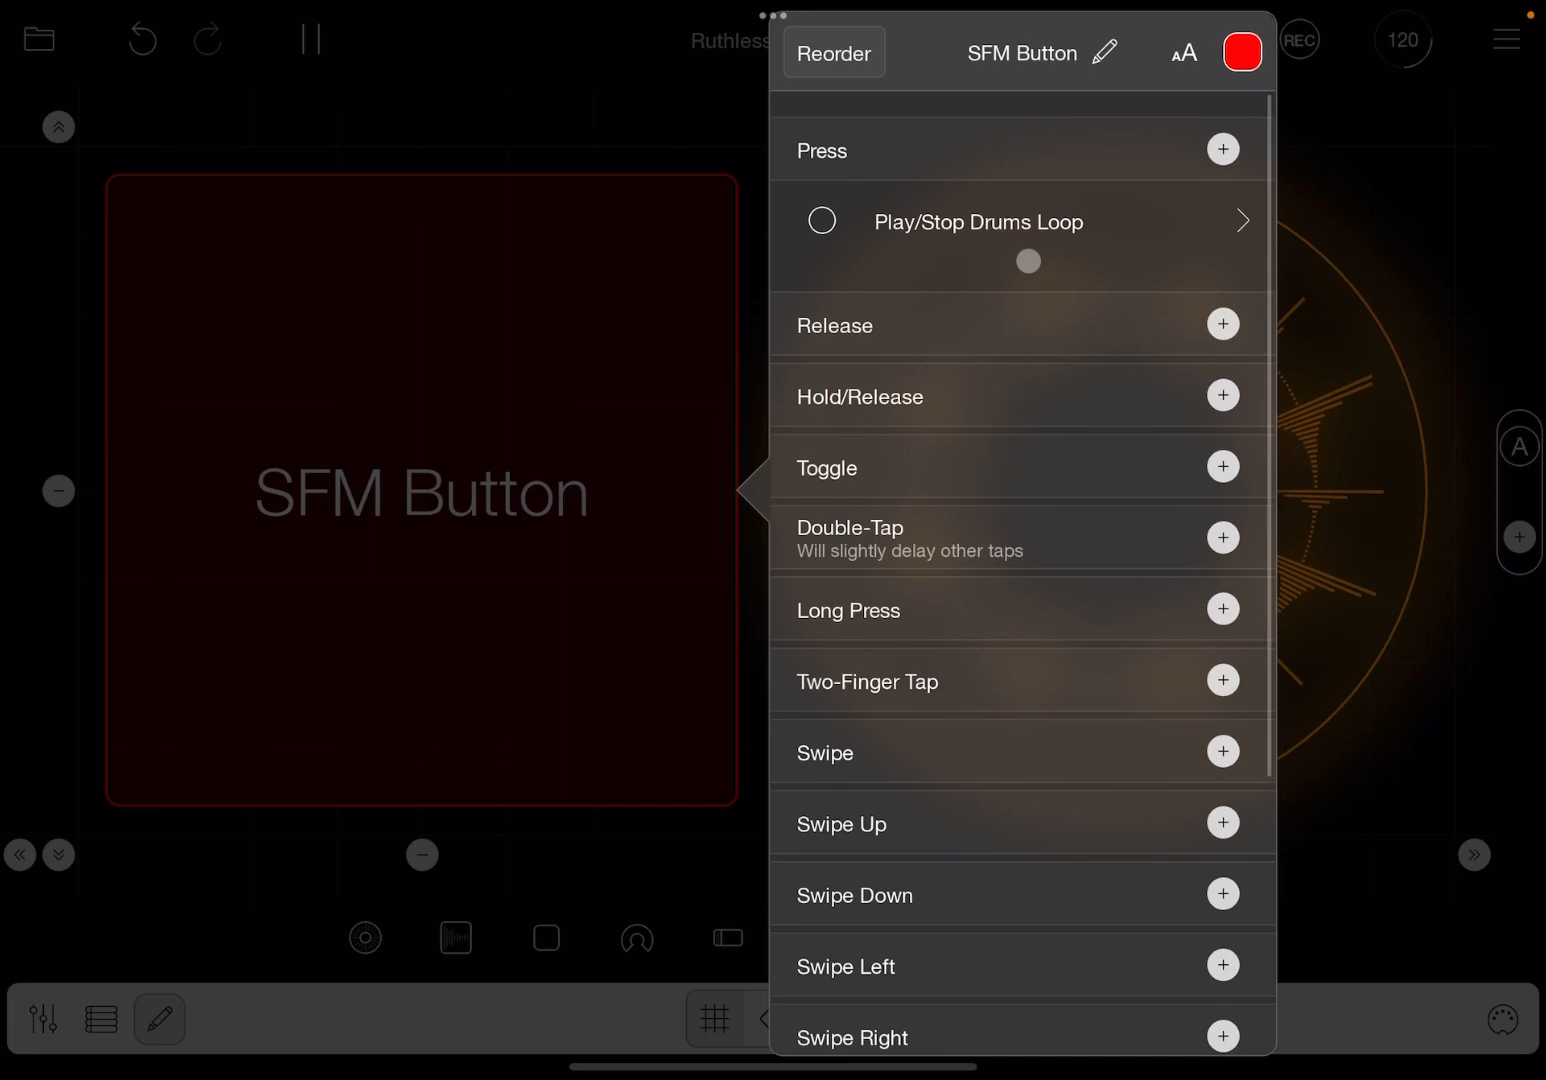 Ruthless
Reorder
SFM Button
AA
REC
120
Press
Play/Stop Drums Loop
Release
Hold/Release
Toggle
Double-Tap
Will slightly delay other taps
Long Press
Two-Finger Tap
Swipe
Swipe Up
Swipe Down
Swipe Left
Swipe Right
SFM Button
A